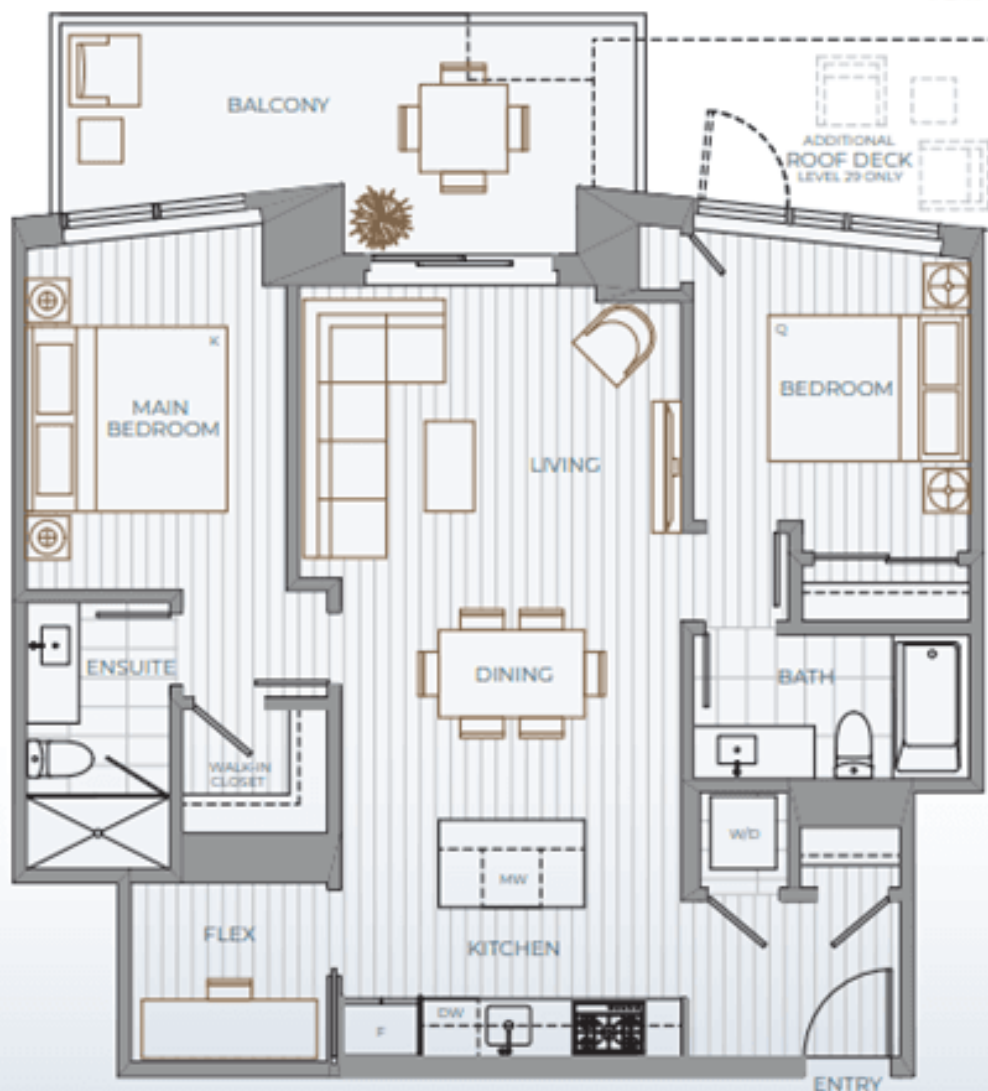 BALCONY
ADDITIONAL
ROOF DECK
LEVEL 29 ONLY
K
Q
MAIN
BEDROOM
BEDROOM
LIVING
ENSUITE
DINING
BATH
WALK-IN
CLOSET
W/D
MW
FLEX
KITCHEN
F
DW
ENTRY